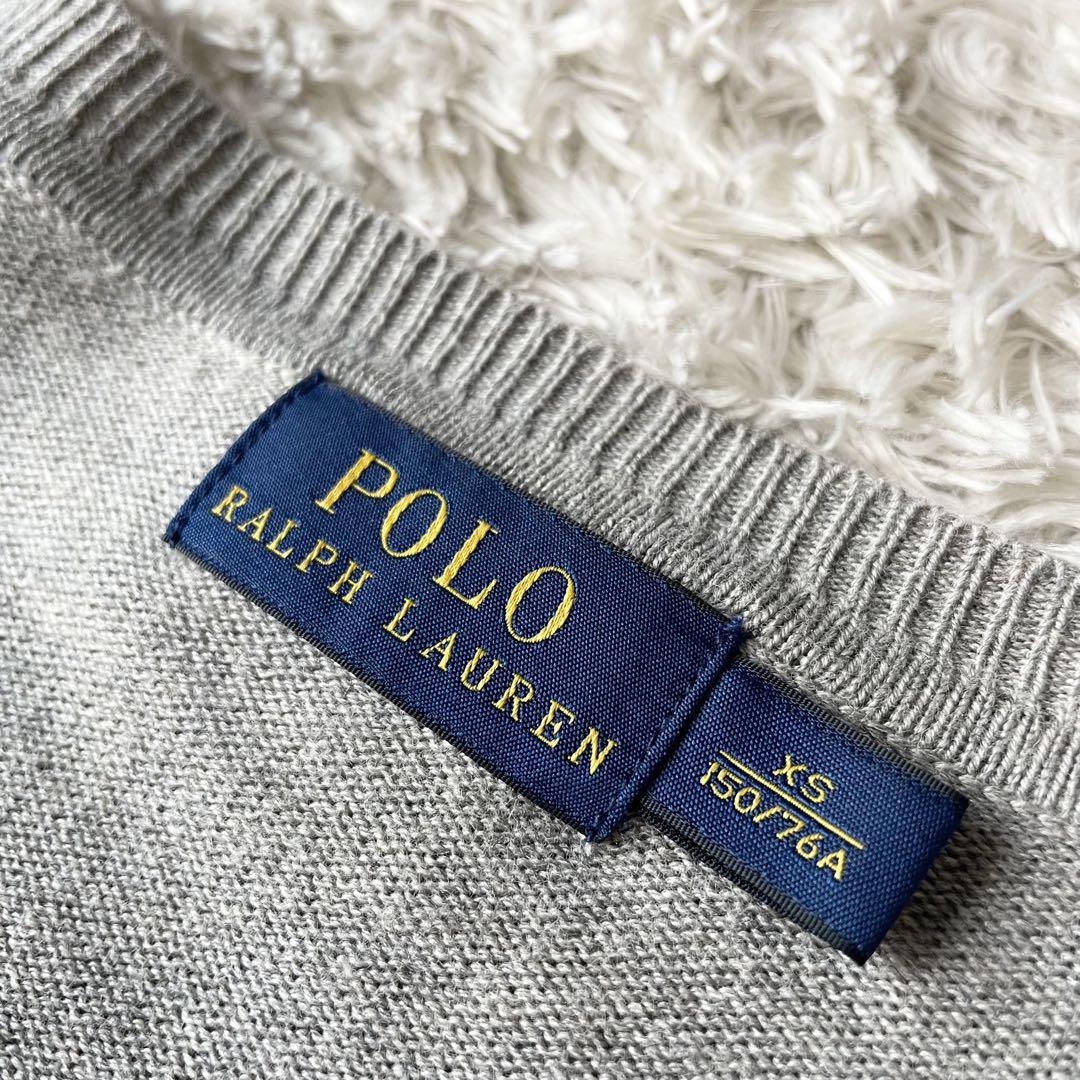 POLO
RALPH LAUREN
XS
150/76A